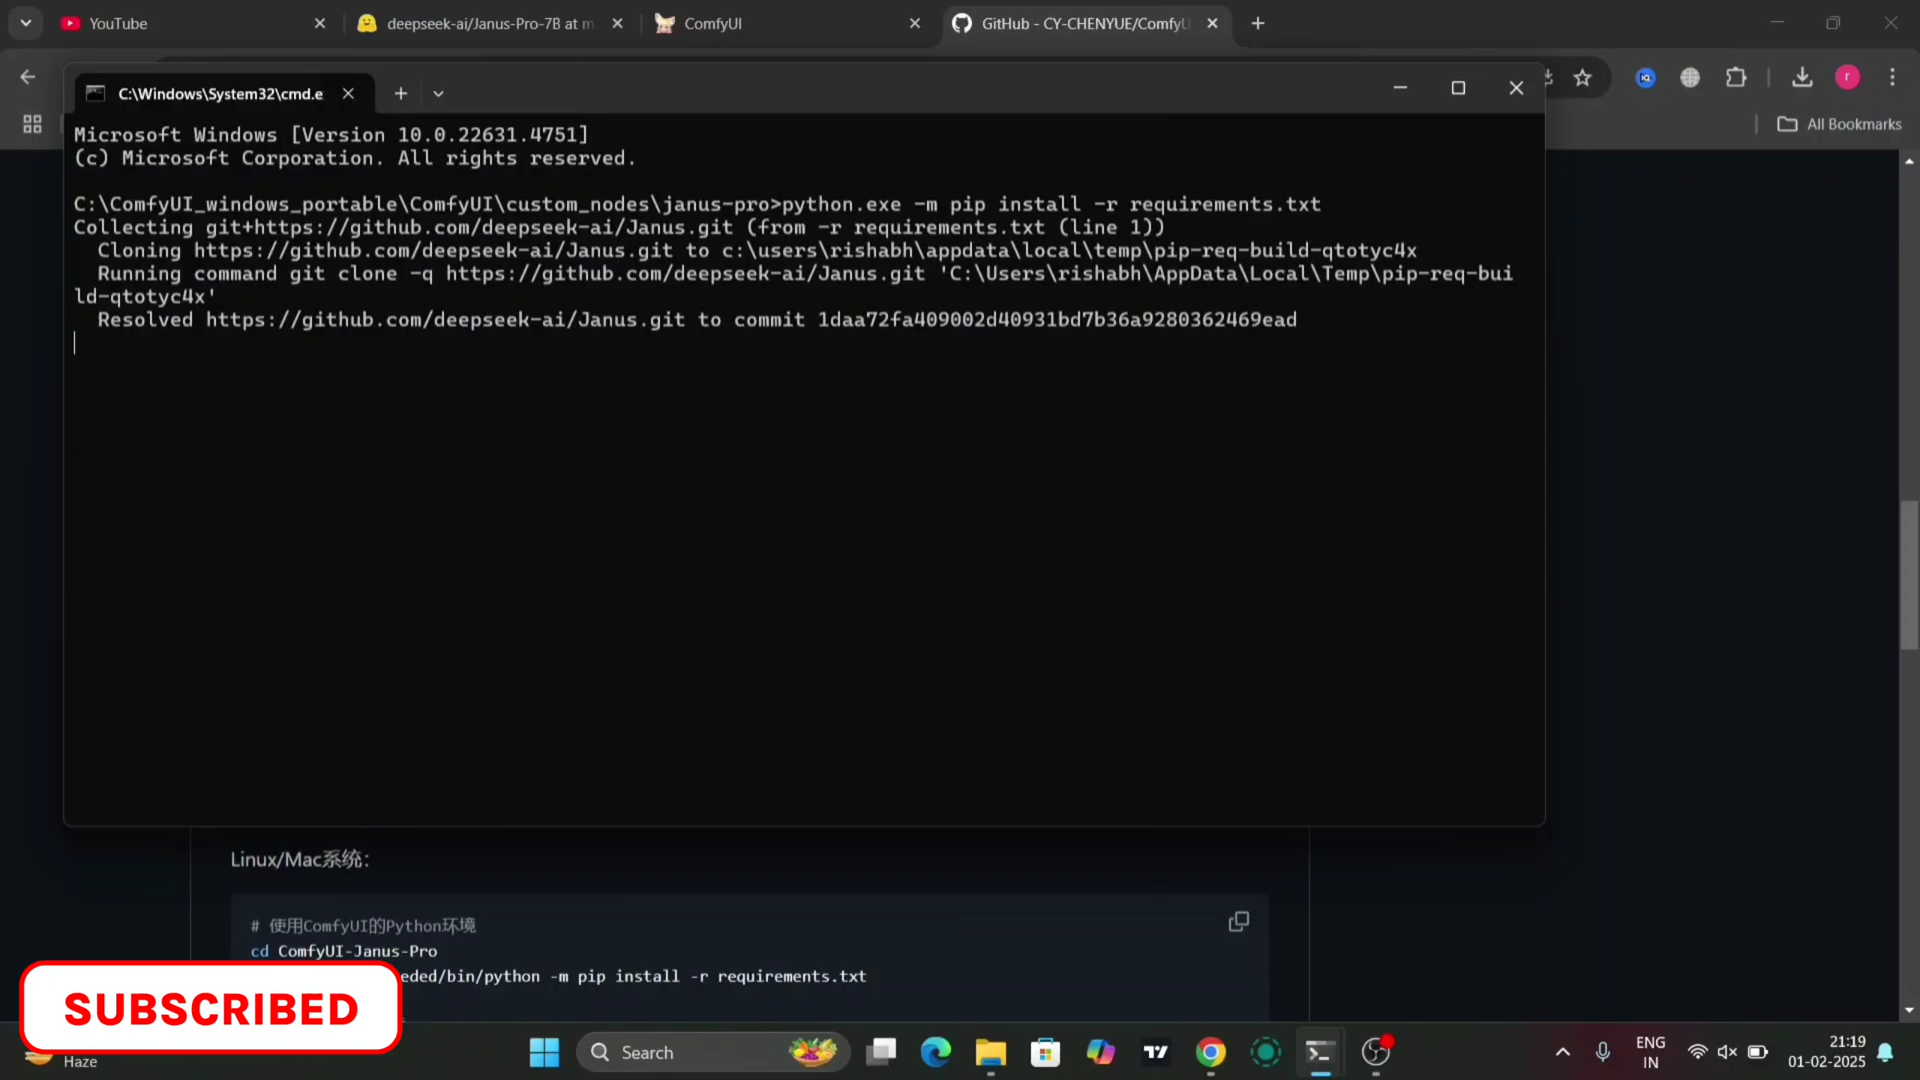 YouTube
deepseek-ai/Janus-Pro-7B at m
ComfyUI
GitHub - CY-CHENYUE/ComfyU
All Bookmarks
C:\Windows\System32\cmd.e
Microsoft Windows [Version 10.0.22631.4751]
(c) Microsoft Corporation. All rights reserved.
C:\ComfyUI_windows_portable\ComfyUI\custom_nodes\janus-pro>python.exe -m pip install -r requirements.txt
Collecting git+https://github.com/deepseek-ai/Janus.git (from -r requirements.txt (line 1))
Cloning https://github.com/deepseek-ai/Janus.git to c:\users\rishabh\appdata\local\temp\pip-req-build-qtotyc4x
Running command git clone -q https://github.com/deepseek-ai/Janus.git 'C:\Users\rishabh\AppData\Local\Temp\pip-req-bui
ld-qtotyc4x'
Resolved https://github.com/deepseek-ai/Janus.git to commit 1daa72fa409002d40931bd7b36a9280362469ead
Linux/Mac系统:
# 使用ComfyUI的Python环境
cd ComfyUI-Janus-Pro
eded/bin/python -m pip install -r requirements.txt
SUBSCRIBED
Haze
Search
ENG
IN
21:19
01-02-2025